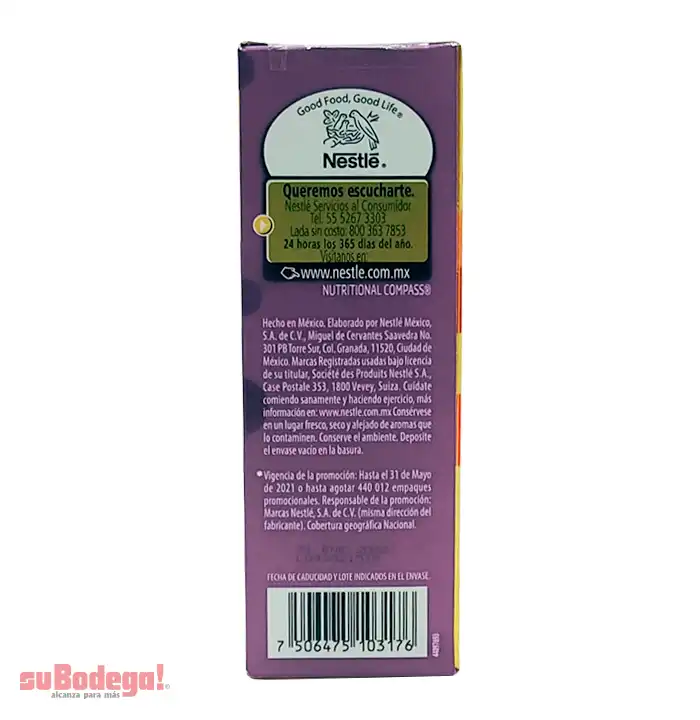 Good Food, Good Life®
Nestlé®
Queremos escucharte.
Nestlé Servicios al Consumidor
Tel. 55 5267 3303
Lada sin costo: 800 363 7853
24 horas los 365 días del año.
Visítanos en:
www.nestle.com.mx
NUTRITIONAL COMPASS®
Hecho en México. Elaborado por Nestlé México,
S.A. de C.V., Miguel de Cervantes Saavedra No.
301 PB Torre Sur, Col. Granada, 11520, Ciudad de
México. Marcas Registradas usadas bajo licencia
de su titular, Société des Produits Nestlé S.A.,
Case Postale 353, 1800 Vevey, Suiza. Cuídate
comiendo sanamente y haciendo ejercicio, más
información en: www.nestle.com.mx Consérvese
en un lugar fresco, seco y alejado de aromas que
lo contaminen. Conserve el ambiente. Deposite
el envase vacío en la basura.
*Vigencia de la promoción: Hasta el 31 de Mayo
de 2021 o hasta agotar 440 012 empaques
promocionales. Responsable de la promoción:
Marcas Nestlé, S.A. de C.V. (misma dirección del
fabricante). Cobertura geográfica Nacional.
FECHA DE CADUCIDAD Y LOTE INDICADOS EN EL ENVASE.
7 506475 103176
suBodega!®
alcanza para más